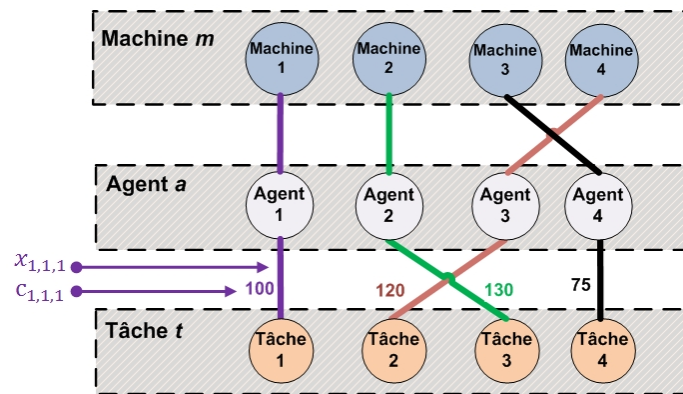 Machine m
Machine
1
Machine
2
Machine
3
Machine
4
Agent a
Agent
1
Agent
2
Agent
3
Agent
4
x1,1,1
c1,1,1
100
120
130
75
Tâche t
Tâche
1
Tâche
2
Tâche
3
Tâche
4